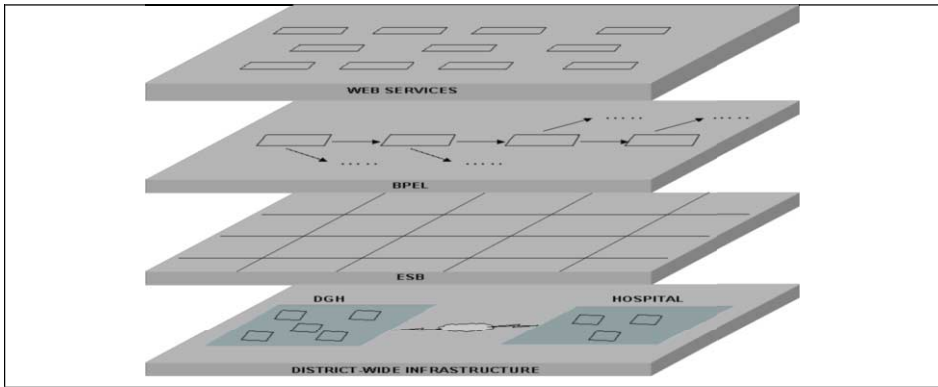 WEB SERVICES
BPEL
ESB
DGH HOSPITAL
DISTRICT-WIDE INFRASTRUCTURE